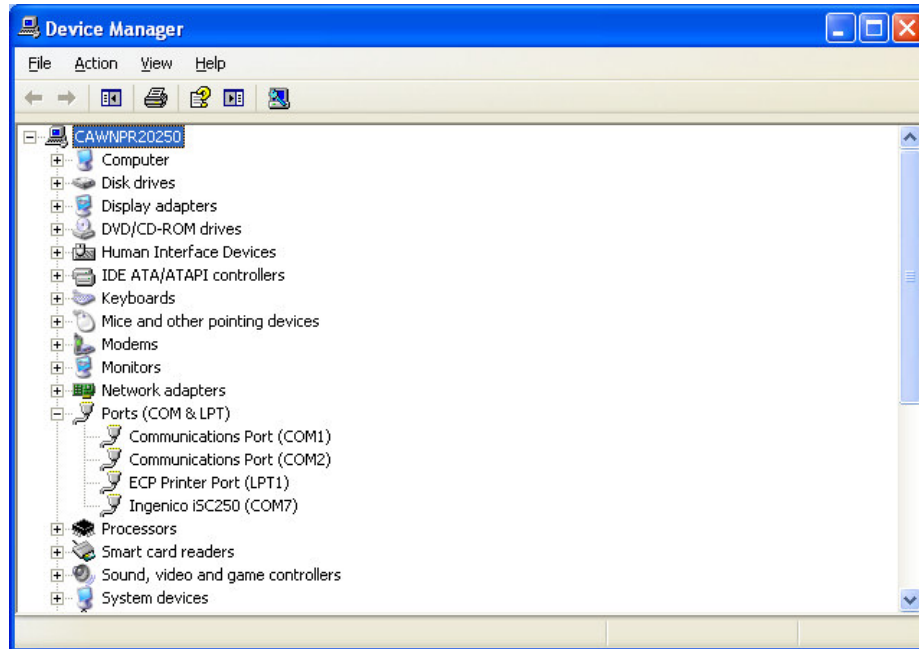 Device Manager
File Action View Help
CAWNPR20250
Computer
Disk drives
Display adapters
DVD/CD-ROM drives
Human Interface Devices
IDE ATA/ATAPI controllers
Keyboards
Mice and other pointing devices
Modems
Monitors
Network adapters
Ports (COM & LPT)
Communications Port (COM1)
Communications Port (COM2)
ECP Printer Port (LPT1)
Ingenico iSC250 (COM7)
Processors
Smart card readers
Sound, video and game controllers
System devices